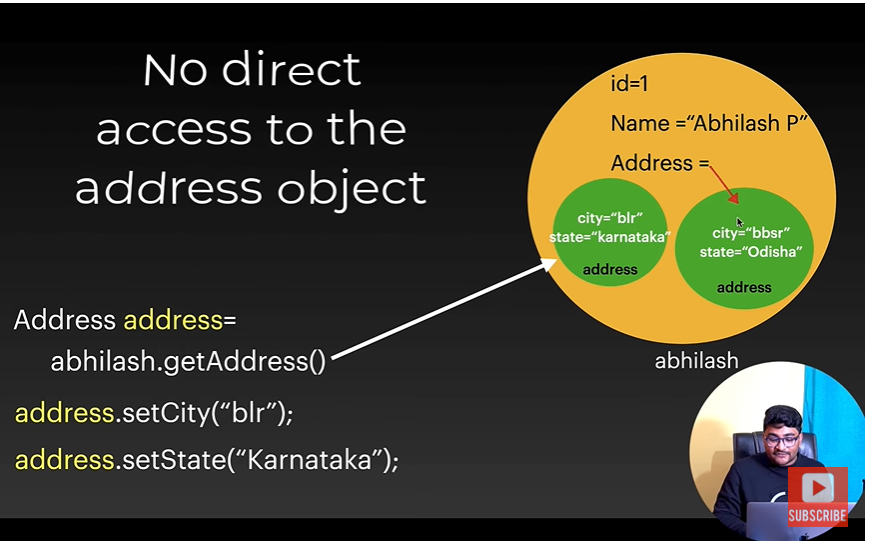 No direct
access to the
address object
id=1
Name =“Abhilash P”
Address =
city=“blr”
state=“karnataka”
address
city=“bbsr”
state=“Odisha”
address
abhilash
Address address=
abhilash.getAddress()
address.setCity(“blr”);
address.setState(“Karnataka”);
SUBSCRIBE